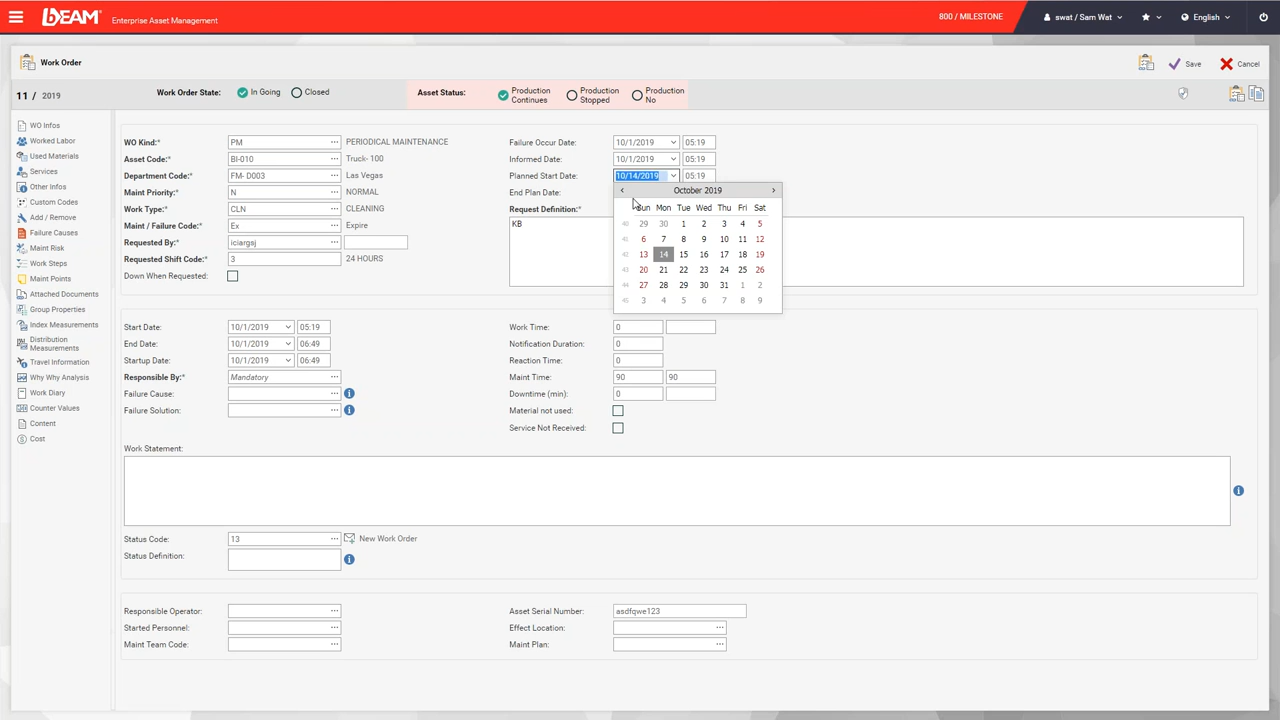 bEAM Enterprise Asset Management 800 / MILESTONE swat / Sam Wat English
Work Order Save Cancel
11 / 2019 Work Order State: In Going Closed Asset Status: Production Continues Production Stopped Production No
WO Infos
Worked Labor
Used Materials
Services
Other Infos
Custom Codes
Add / Remove
Failure Causes
Maint Risk
Work Steps
Maint Points
Attached Documents
Group Properties
Index Measurements
Distribution
Measurements
Travel Information
Why Why Analysis
Work Diary
Counter Values
Content
Cost
WO Kind:* PM ... PERIODICAL MAINTENANCE
Asset Code:* BI-010 ... Truck- 100
Department Code:* FM- D003 ... Las Vegas
Maint Priority:* N ... NORMAL
Work Type:* CLN ... CLEANING
Maint / Failure Code:* Ex ... Expire
Requested By:* iciargsj ...
Requested Shift Code:* 3 24 HOURS
Down When Requested:
Failure Occur Date: 10/1/2019 05:19
Informed Date: 10/1/2019 05:19
Planned Start Date: 10/14/2019 05:19
End Plan Date:
Request Definition:* KB
< October 2019 >
Sun Mon Tue Wed Thu Fri Sat
40 29 30 1 2 3 4 5
41 6 7 8 9 10 11 12
42 13 14 15 16 17 18 19
43 20 21 22 23 24 25 26
44 27 28 29 30 31 1 2
45 3 4 5 6 7 8 9
Start Date: 10/1/2019 05:19
End Date: 10/1/2019 06:49
Startup Date: 10/1/2019 06:49
Responsible By:* Mandatory ...
Failure Cause: ...
Failure Solution: ...
Work Time: 0
Notification Duration: 0
Reaction Time: 0
Maint Time: 90 90
Downtime (min): 0
Material not used:
Service Not Received:
Work Statement:
Status Code: 13 ... New Work Order
Status Definition:
Responsible Operator: ...
Started Personnel: ...
Maint Team Code: ...
Asset Serial Number: asdfqwe123
Effect Location: ...
Maint Plan: ...